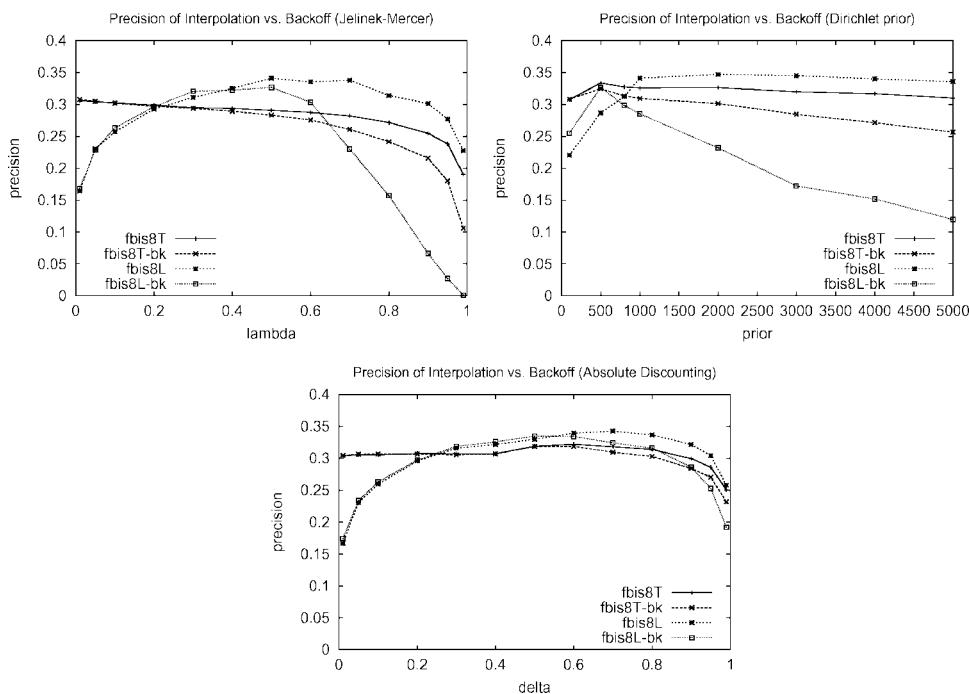 Precision of Interpolation vs. Backoff (Jelinek-Mercer)
0.4
0.35
0.3
0.25
0.2
0.15
0.1
0.05
0
precision
fbis8T
fbis8T-bk
fbis8L
fbis8L-bk
0 0.2 0.4 0.6 0.8 1
lambda
Precision of Interpolation vs. Backoff (Dirichlet prior)
0.4
0.35
0.3
0.25
0.2
0.15
0.1
0.05
0
precision
fbis8T
fbis8T-bk
fbis8L
fbis8L-bk
0 500 1000 1500 2000 2500 3000 3500 4000 4500 5000
prior
Precision of Interpolation vs. Backoff (Absolute Discounting)
0.4
0.35
0.3
0.25
0.2
0.15
0.1
0.05
0
precision
fbis8T
fbis8T-bk
fbis8L
fbis8L-bk
0 0.2 0.4 0.6 0.8 1
delta